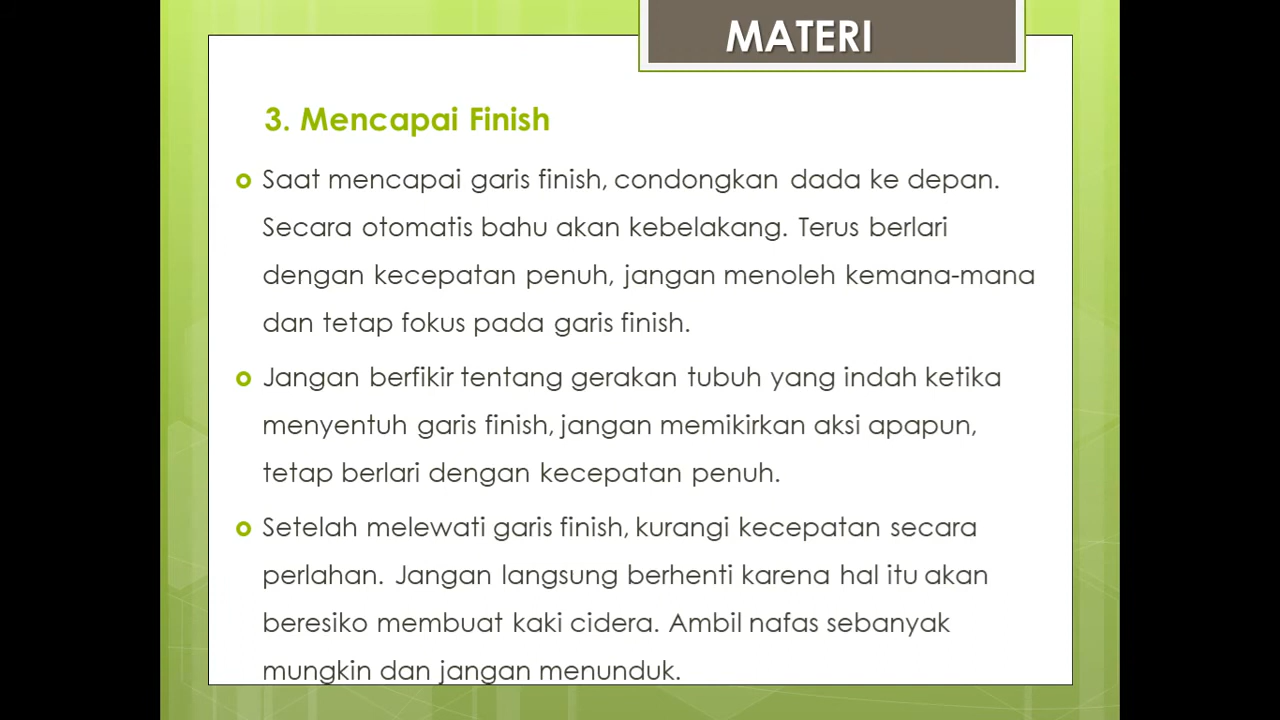 MATERI
3. Mencapai Finish
Saat mencapai garis finish, condongkan dada ke depan.
Secara otomatis bahu akan kebelakang. Terus berlari
dengan kecepatan penuh, jangan menoleh kemana-mana
dan tetap fokus pada garis finish.
Jangan berfikir tentang gerakan tubuh yang indah ketika
menyentuh garis finish, jangan memikirkan aksi apapun,
tetap berlari dengan kecepatan penuh.
Setelah melewati garis finish, kurangi kecepatan secara
perlahan. Jangan langsung berhenti karena hal itu akan
beresiko membuat kaki cidera. Ambil nafas sebanyak
mungkin dan jangan menunduk.